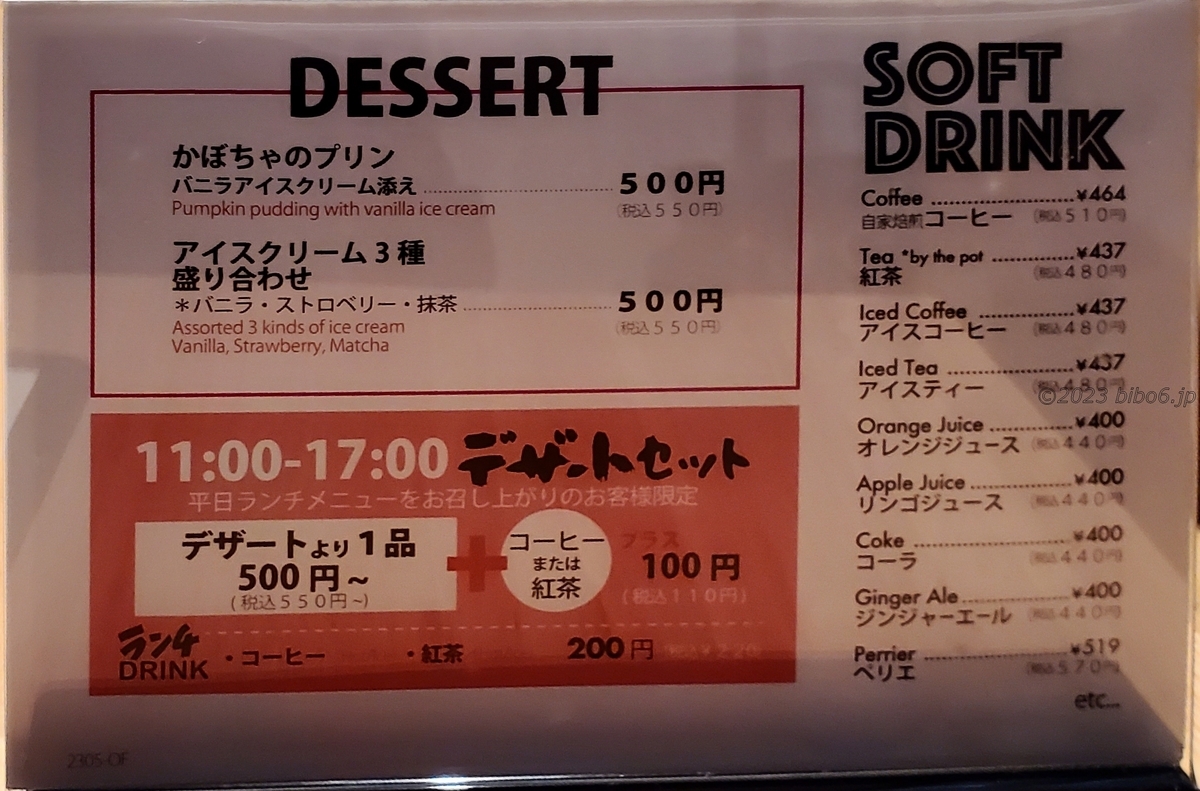 DESSERT
かぼちゃのプリン
バニラアイスクリーム添え ........ 500円
Pumpkin pudding with vanilla ice cream (税込550円)
アイスクリーム3種
盛り合わせ
＊バニラ・ストロベリー・抹茶 ........ 500円
Assorted 3 kinds of ice cream (税込550円)
Vanilla, Strawberry, Matcha
11:00-17:00 デザートセット
平日ランチメニューをお召し上がりのお客様限定
デザートより1品
500円~
(税込550円~)
+
コーヒー
または
紅茶
プラス
100円
(税込110円)
ランチ
DRINK
・コーヒー ・紅茶 200円 (税込¥220)
2305-OF
SOFT
DRINK
Coffee ........ ¥464
自家焙煎コーヒー (税込510円)
Tea *by the pot ........ ¥437
紅茶 (税込480円)
Iced Coffee ........ ¥437
アイスコーヒー (税込480円)
Iced Tea ........ ¥437
アイスティー (税込480円)
©2023 bibo6.jp
Orange Juice ........ ¥400
オレンジジュース (税込440円)
Apple Juice ........ ¥400
リンゴジュース (税込440円)
Coke ........ ¥400
コーラ (税込440円)
Ginger Ale ........ ¥400
ジンジャーエール (税込440円)
Perrier ........ ¥519
ペリエ (税込570円)
etc...